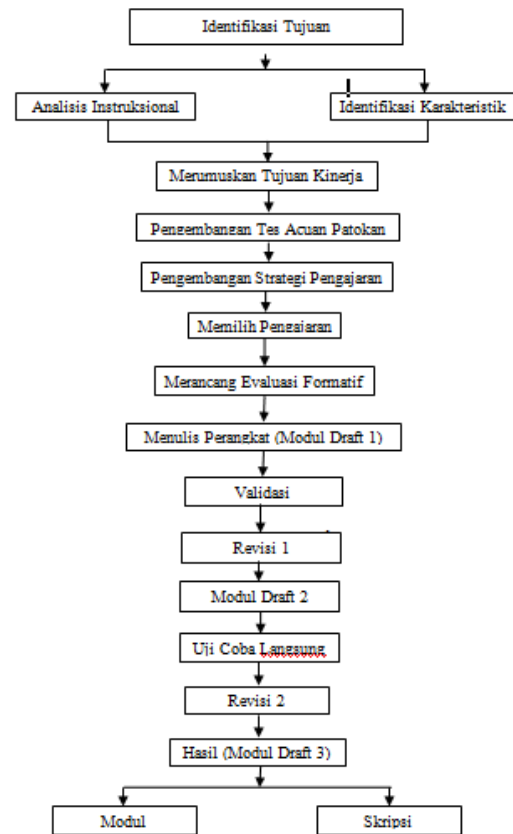 Identifikasi Tujuan
Analisis Instruksional
Identifikasi Karakteristik
Merumuskan Tujuan Kinerja
Pengembangan Tes Acuan Patokan
Pengembangan Strategi Pengajaran
Memilih Pengajaran
Merancang Evaluasi Formatif
Menulis Perangkat (Modul Draft 1)
Validasi
Revisi 1
Modul Draft 2
Uji Coba Langsung
Revisi 2
Hasil (Modul Draft 3)
Modul
Skripsi